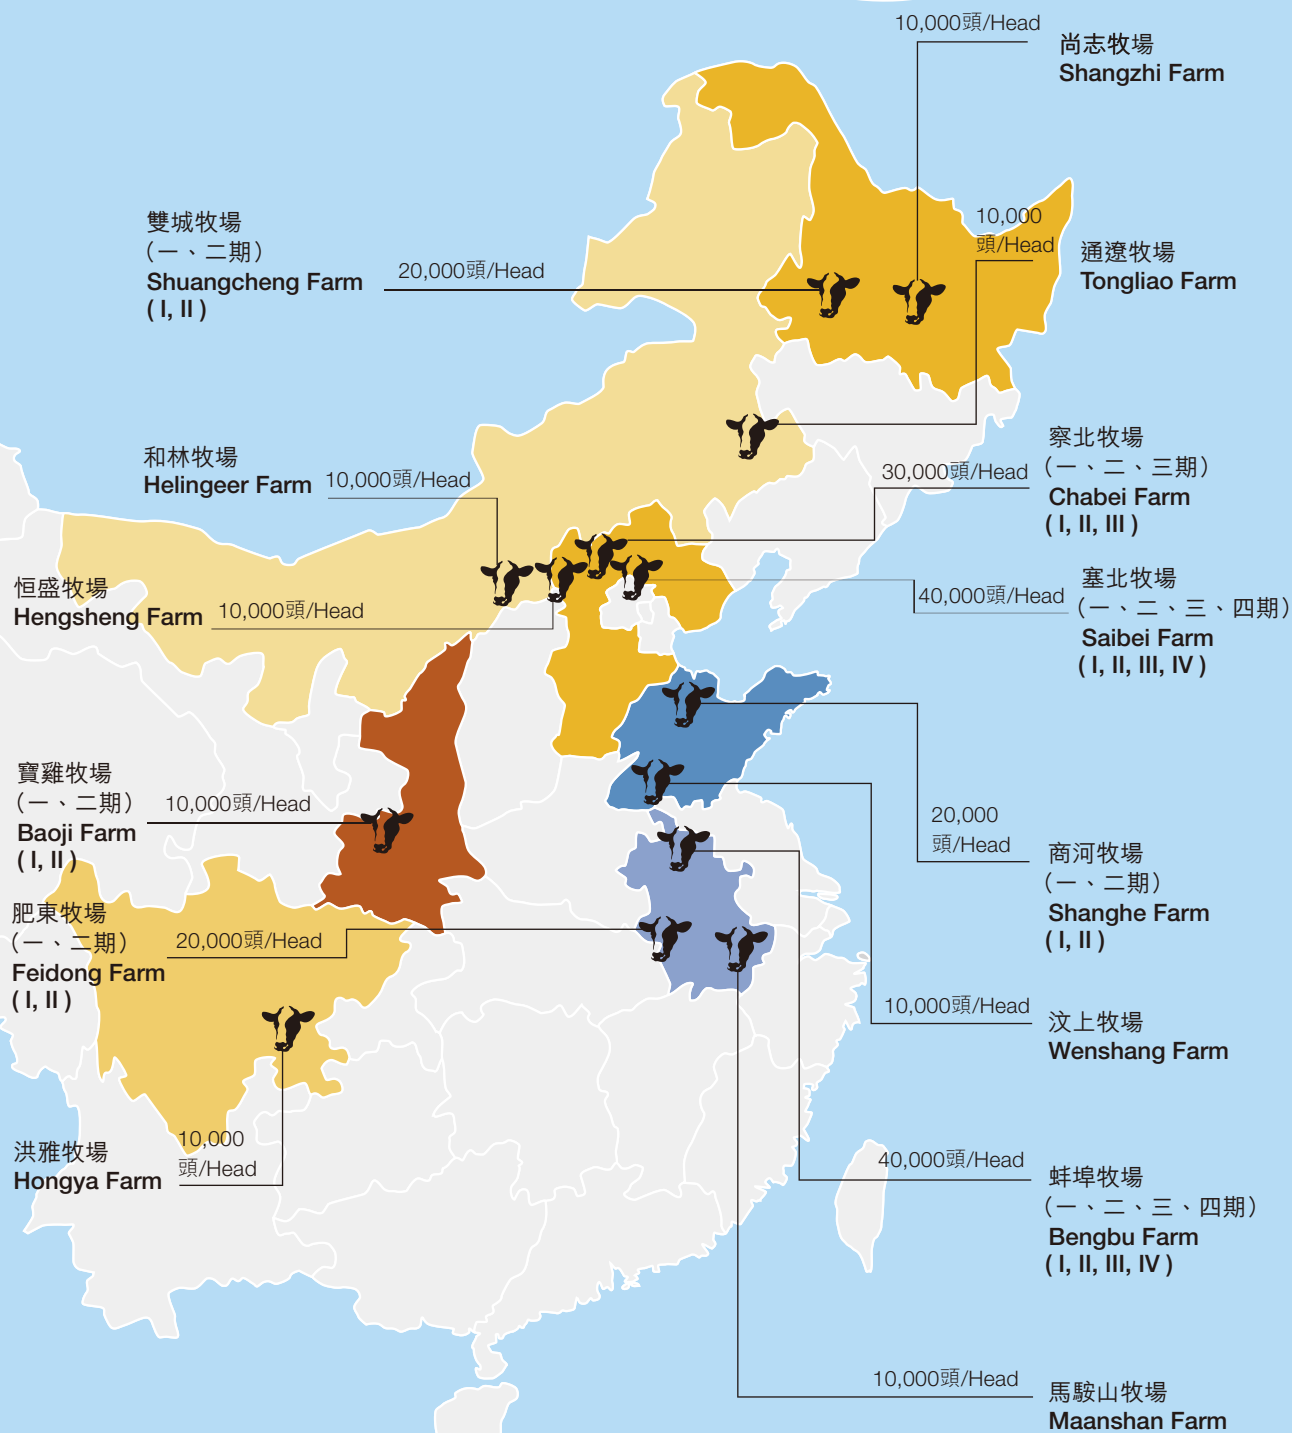 10,000頭/Head
尚志牧場
Shangzhi Farm
雙城牧場
（一、二期）
Shuangcheng Farm
( I, II )
20,000頭/Head
10,000
頭/Head
通遼牧場
Tongliao Farm
和林牧場
Helingeer Farm
10,000頭/Head
30,000頭/Head
察北牧場
（一、二、三期）
Chabei Farm
( I, II, III )
恒盛牧場
Hengsheng Farm
10,000頭/Head
40,000頭/Head
塞北牧場
（一、二、三、四期）
Saibei Farm
( I, II, III, IV )
寶雞牧場
（一、二期）
Baoji Farm
( I, II )
10,000頭/Head
20,000
頭/Head
商河牧場
（一、二期）
Shanghe Farm
( I, II )
肥東牧場
（一、二期）
Feidong Farm
( I, II )
20,000頭/Head
10,000頭/Head
汶上牧場
Wenshang Farm
洪雅牧場
Hongya Farm
10,000
頭/Head
40,000頭/Head
蚌埠牧場
（一、二、三、四期）
Bengbu Farm
( I, II, III, IV )
10,000頭/Head
馬鞍山牧場
Maanshan Farm